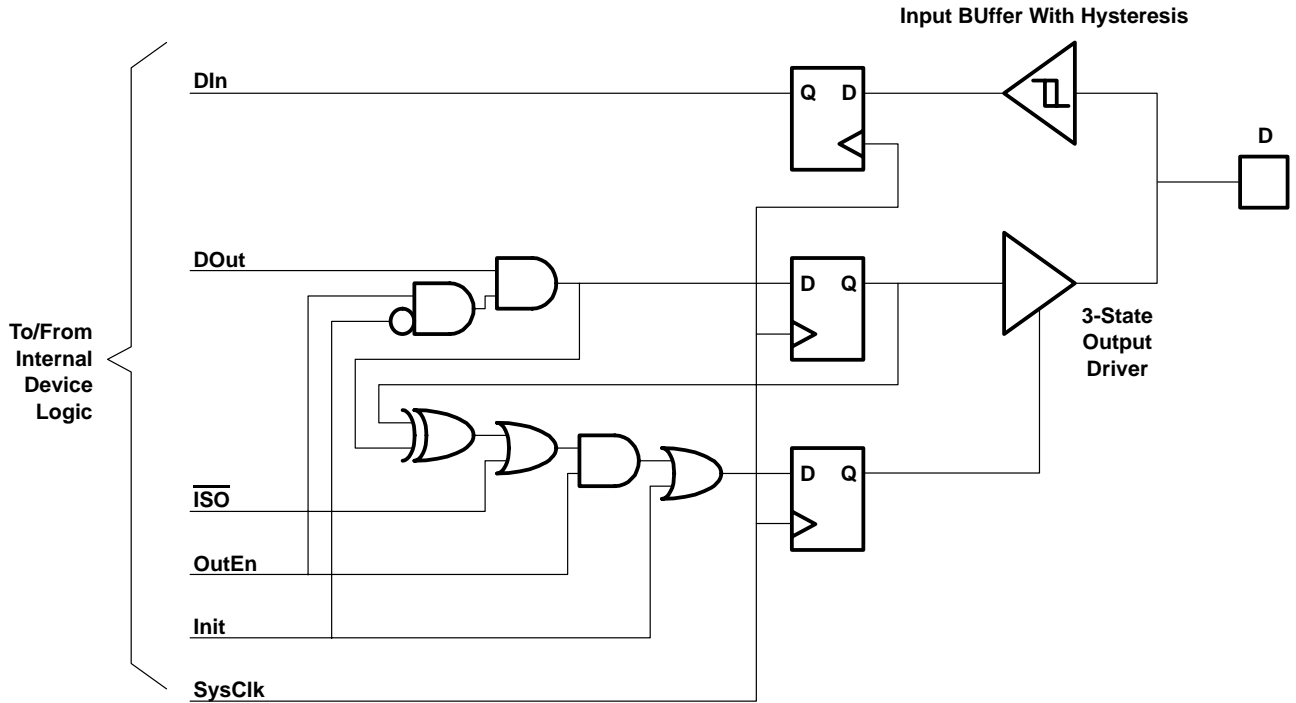 Input BUffer With Hysteresis
DIn
Q D
D
DOut
D Q
3-State
Output
Driver
To/From
Internal
Device
Logic
D Q
ISO
OutEn
Init
SysClk